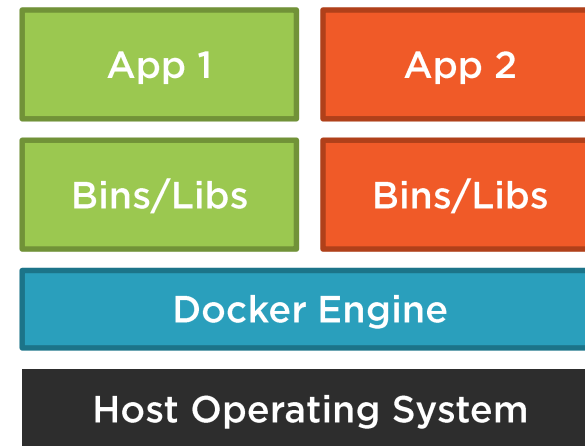 App 1 App 2
Bins/Libs Bins/Libs
Docker Engine
Host Operating System